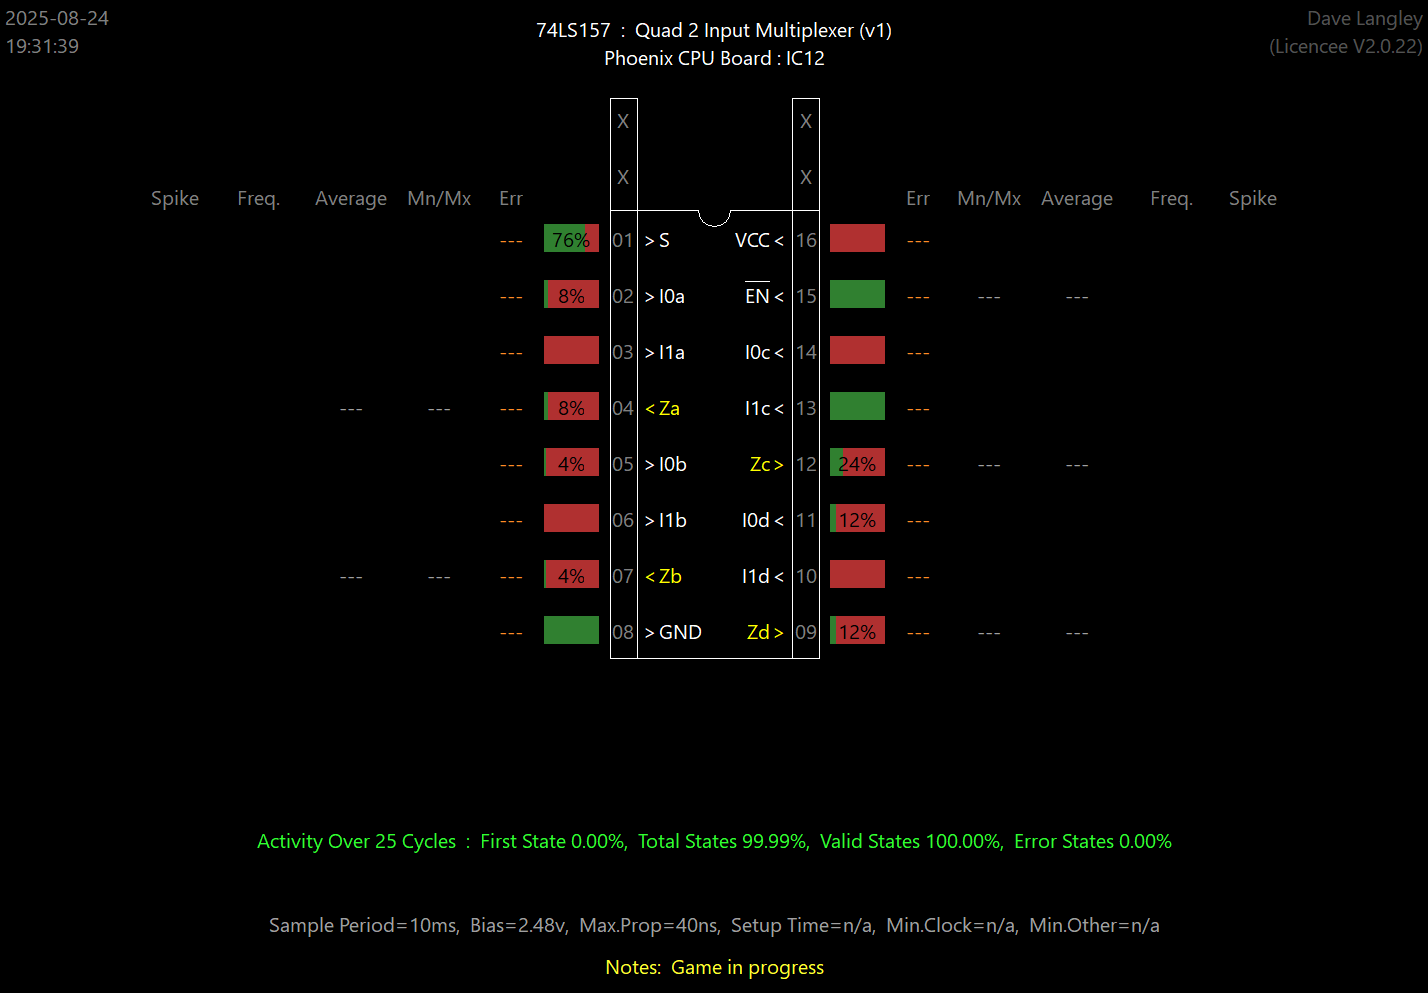 2025-08-24
19:31:39
74LS157 : Quad 2 Input Multiplexer (v1)
Phoenix CPU Board : IC12
Dave Langley
(Licencee V2.0.22)
X X
X X
Spike Freq. Average Mn/Mx Err Err Mn/Mx Average Freq. Spike
--- 76% 01 > S VCC < 16 ---
--- 8% 02 > I0a EN < 15 --- --- ---
--- 03 > I1a I0c < 14 ---
--- --- --- 8% 04 < Za I1c < 13 ---
--- 4% 05 > I0b Zc > 12 24% --- --- ---
--- 06 > I1b I0d < 11 12% ---
--- --- --- 4% 07 < Zb I1d < 10 ---
--- 08 > GND Zd > 09 12% --- --- ---
Activity Over 25 Cycles : First State 0.00%, Total States 99.99%, Valid States 100.00%, Error States 0.00%
Sample Period=10ms, Bias=2.48v, Max.Prop=40ns, Setup Time=n/a, Min.Clock=n/a, Min.Other=n/a
Notes: Game in progress